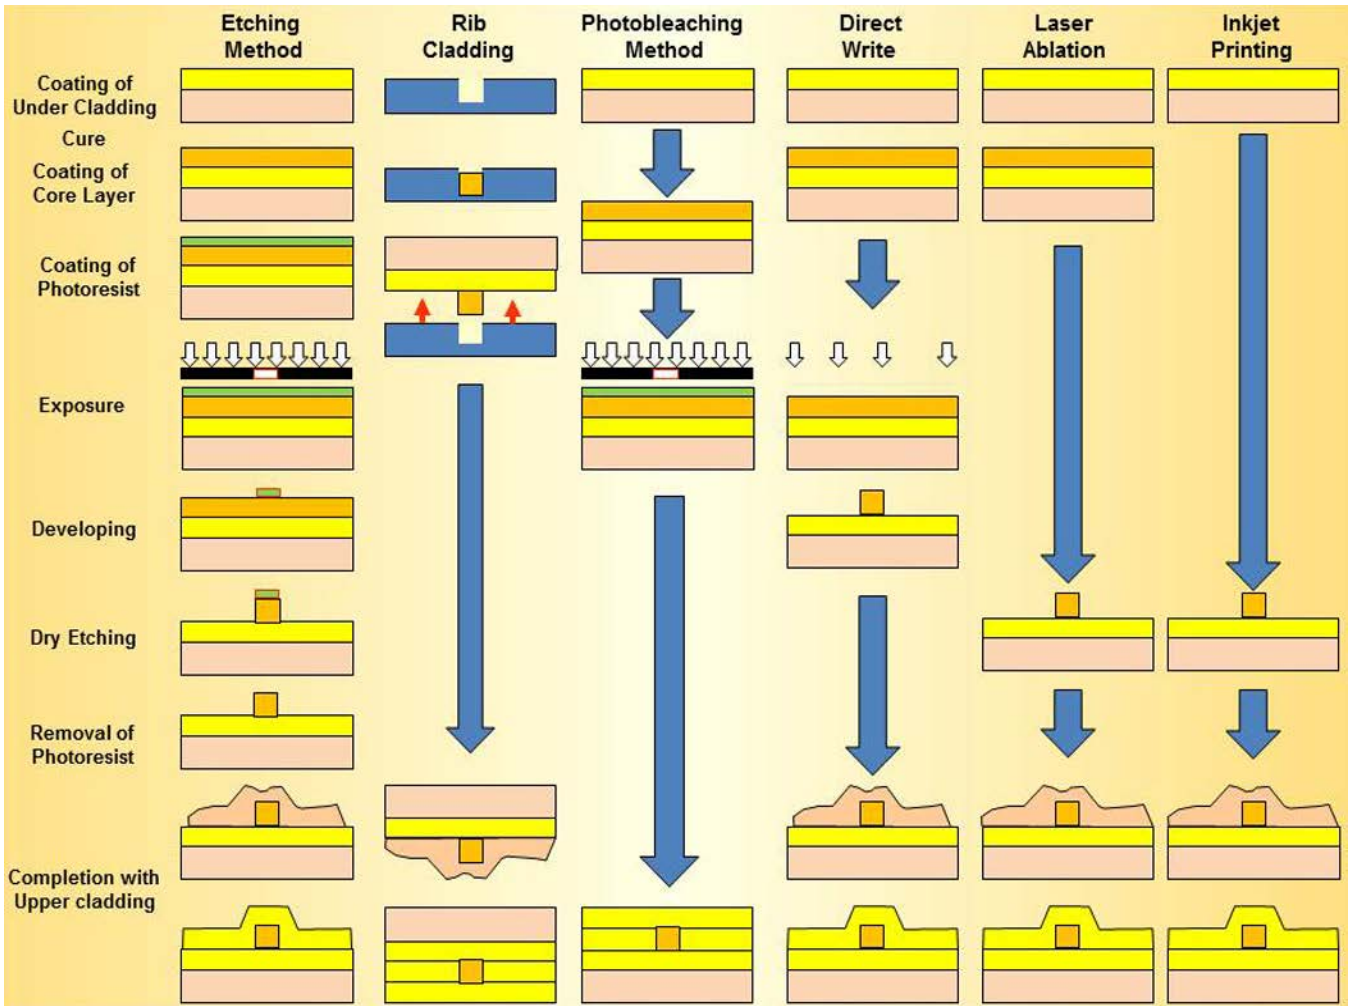 Etching
Method
Rib
Cladding
Photobleaching
Method
Direct
Write
Laser
Ablation
Inkjet
Printing
Coating of
Under Cladding
Cure
Coating of
Core Layer
Coating of
Photoresist
Exposure
Developing
Dry Etching
Removal of
Photoresist
Completion with
Upper cladding